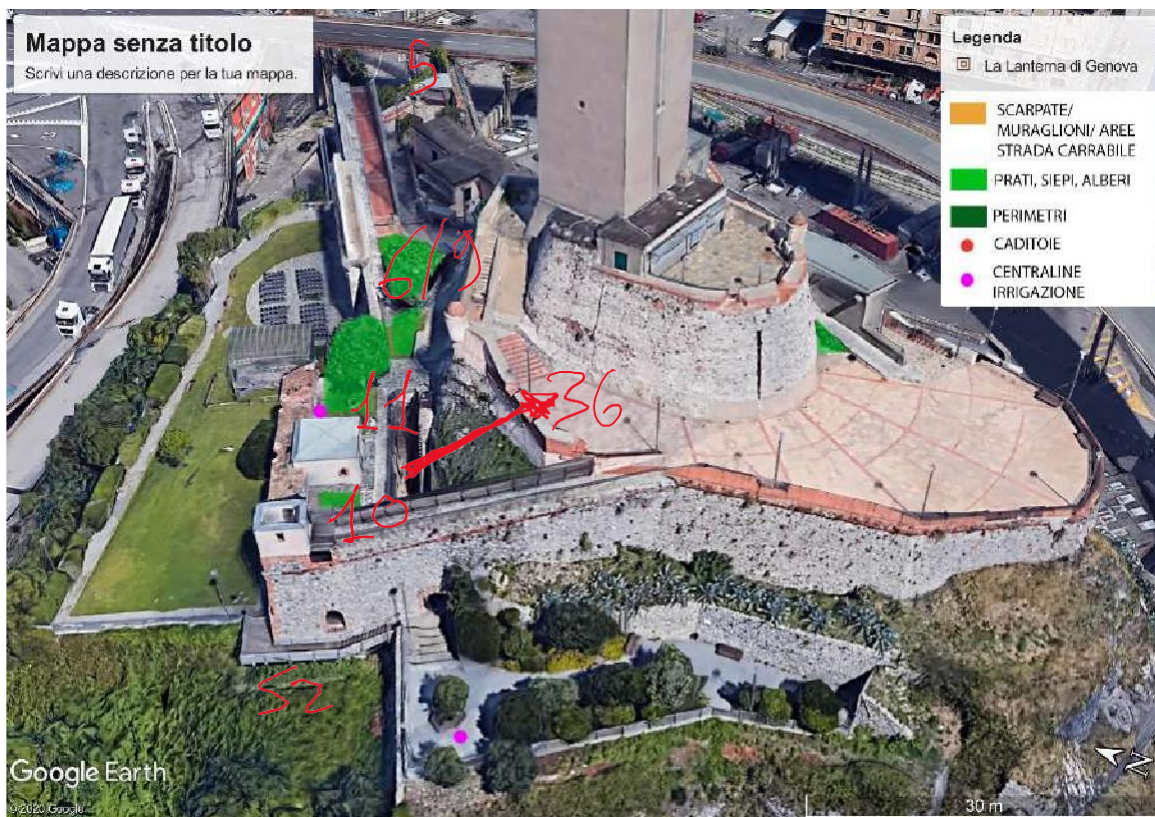 Mappa senza titolo
Scrivi una descrizione per la tua mappa.
Legenda
La Lanterna di Genova
SCARPATE/
MURAGLIONI/ AREE
STRADA CARRABILE
PRATI, SIEPI, ALBERI
PERIMETRI
CADITOIE
CENTRALINE
IRRIGAZIONE
5
6/9
11
36
10
52
Google Earth
© 2020 Google
N
30 m